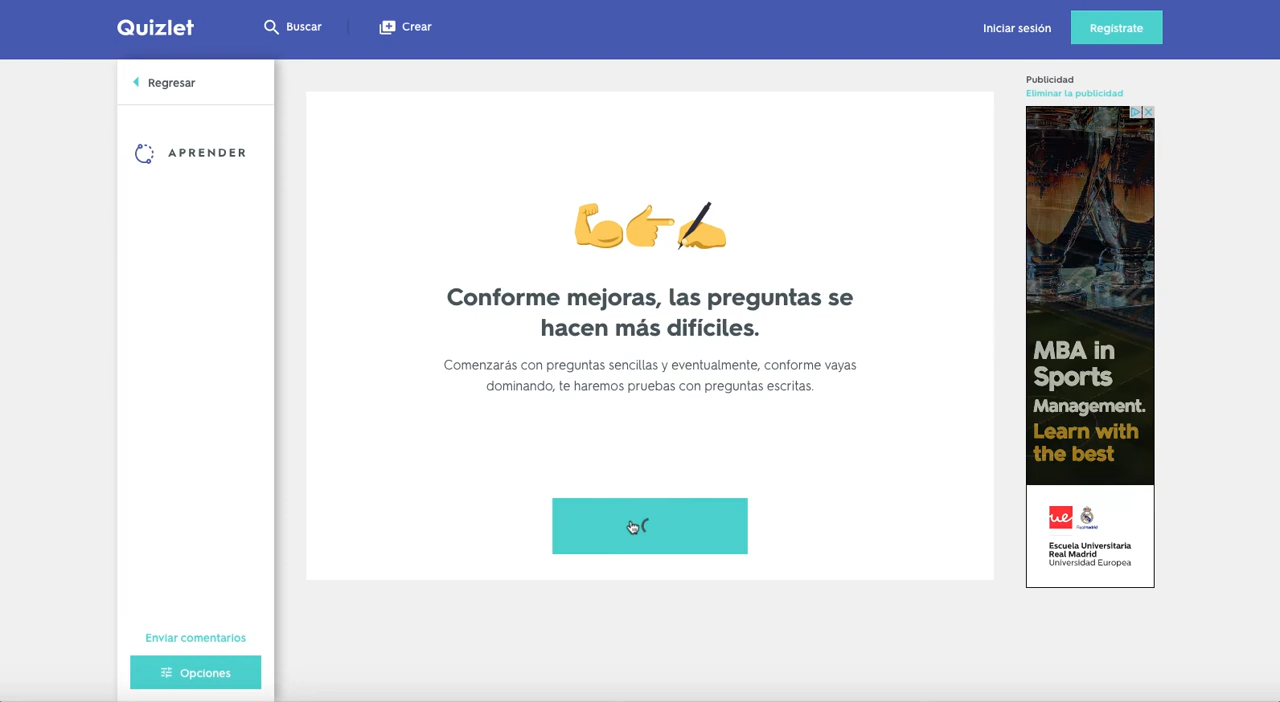 Quizlet
Buscar
Crear
Iniciar sesión
Regístrate
Regresar
APRENDER
Conforme mejoras, las preguntas se
hacen más difíciles.
Comenzarás con preguntas sencillas y eventualmente, conforme vayas
dominando, te haremos pruebas con preguntas escritas.
Enviar comentarios
Opciones
Publicidad
Eliminar la publicidad
MBA in
Sports
Management.
Learn with
the best
ue
Escuela Universitaria
Real Madrid
Universidad Europea